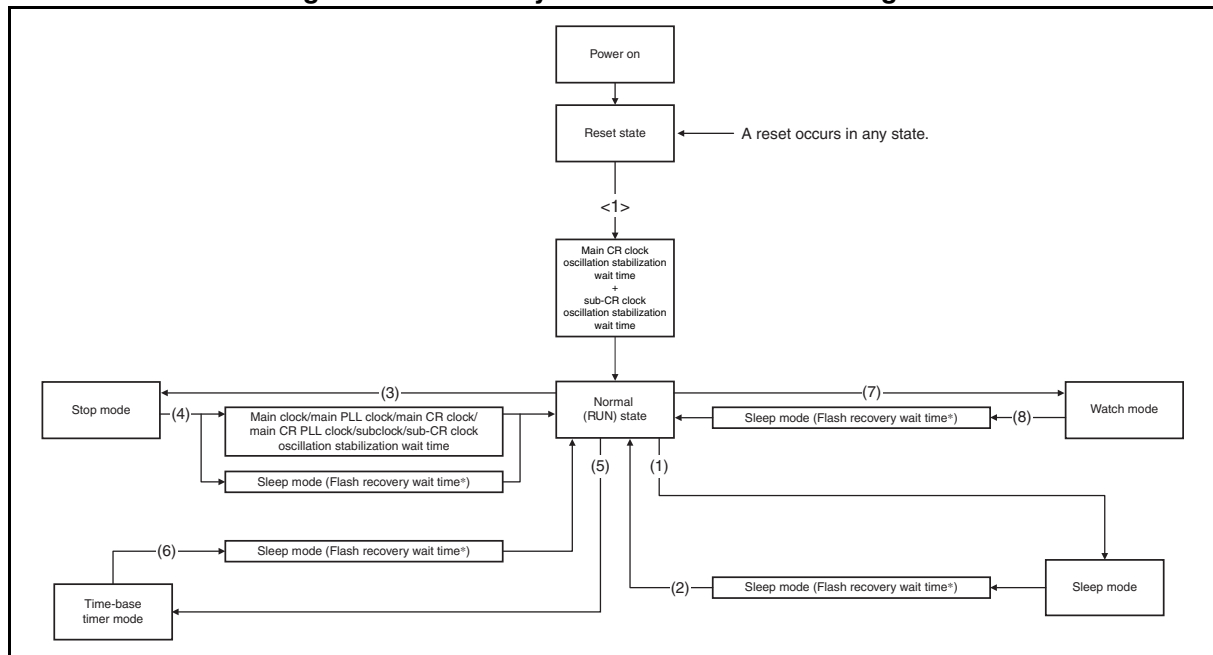 Power on
Reset state
A reset occurs in any state.
<1>
Main CR clock
oscillation stabilization
wait time
+
sub-CR clock
oscillation stabilization
wait time
Stop mode
(3)
(4)
Main clock/main PLL clock/main CR clock/
main CR PLL clock/subclock/sub-CR clock
oscillation stabilization wait time
Sleep mode (Flash recovery wait time*)
Normal
(RUN) state
(7)
Sleep mode (Flash recovery wait time*)
(8)
Watch mode
(5)
(1)
(6)
Sleep mode (Flash recovery wait time*)
Time-base
timer mode
(2)
Sleep mode (Flash recovery wait time*)
Sleep mode